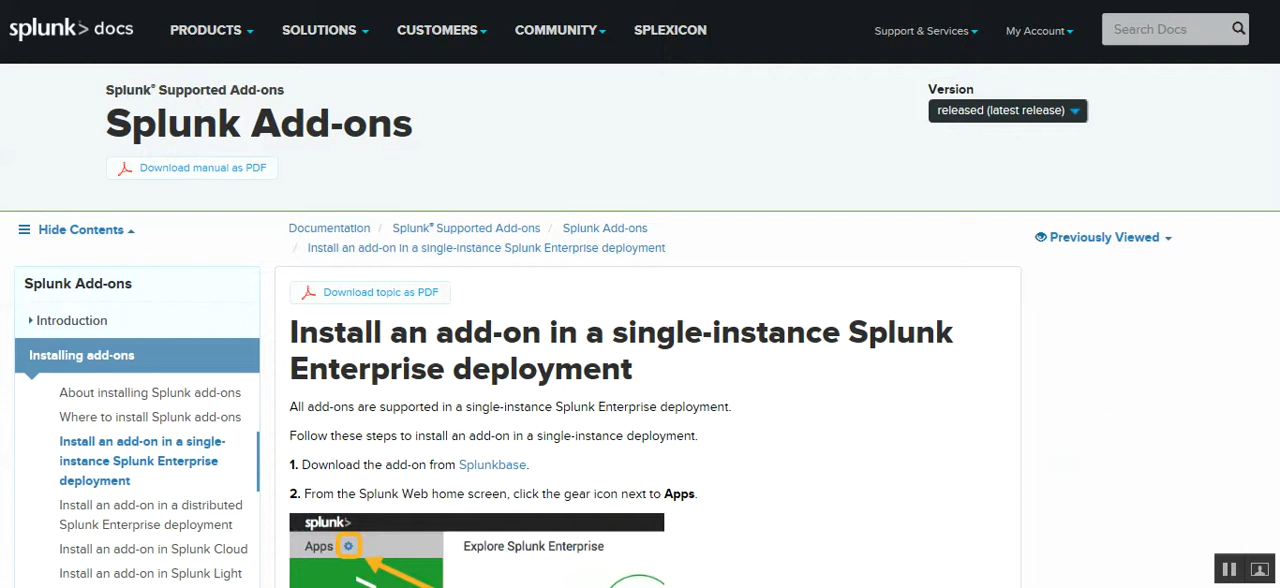 splunk> docs PRODUCTS SOLUTIONS CUSTOMERS COMMUNITY SPLEXICON Support & Services My Account Search Docs
Splunk® Supported Add-ons
Splunk Add-ons
Download manual as PDF
Version
released (latest release)
Hide Contents
Splunk Add-ons
Introduction
Installing add-ons
About installing Splunk add-ons
Where to install Splunk add-ons
Install an add-on in a single-
instance Splunk Enterprise
deployment
Install an add-on in a distributed
Splunk Enterprise deployment
Install an add-on in Splunk Cloud
Install an add-on in Splunk Light
Documentation / Splunk® Supported Add-ons / Splunk Add-ons
/ Install an add-on in a single-instance Splunk Enterprise deployment
Previously Viewed
Download topic as PDF
Install an add-on in a single-instance Splunk
Enterprise deployment
All add-ons are supported in a single-instance Splunk Enterprise deployment.
Follow these steps to install an add-on in a single-instance deployment.
1. Download the add-on from Splunkbase.
2. From the Splunk Web home screen, click the gear icon next to Apps.
splunk>
Apps Explore Splunk Enterprise